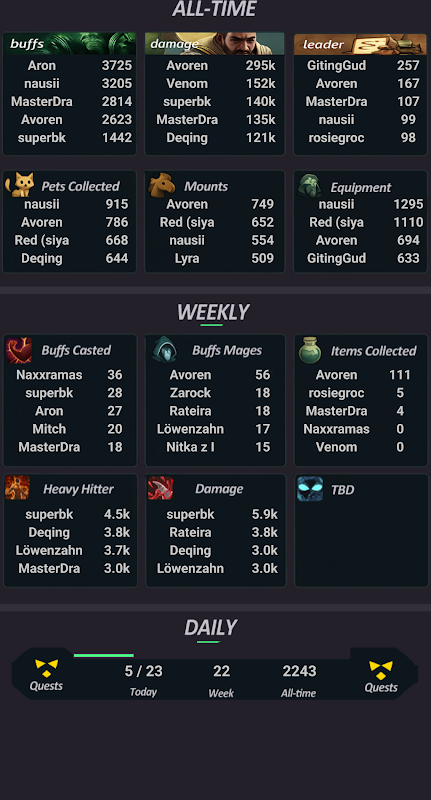 ALL-TIME
buffs damage leader
Aron 3725 Avoren 295k GitingGud 257
nausii 3205 Venom 152k Avoren 167
MasterDra 2814 superbk 140k MasterDra 107
Avoren 2623 MasterDra 135k nausii 99
superbk 1442 Deqing 121k rosiegroc 98
Pets Collected Mounts Equipment
nausii 915 Avoren 749 nausii 1295
Avoren 786 Red (siya 652 Red (siya 1110
Red (siya 668 nausii 554 Avoren 694
Deqing 644 Lyra 509 GitingGud 633
WEEKLY
Buffs Casted Buffs Mages Items Collected
Naxxramas 36 Avoren 56 Avoren 111
superbk 28 Zarock 18 rosiegroc 5
Aron 27 Rateira 18 MasterDra 4
Mitch 20 Löwenzahn 17 Naxxramas 0
MasterDra 18 Nitka z I 15 Venom 0
Heavy Hitter Damage TBD
superbk 4.5k superbk 5.9k
Deqing 3.8k Rateira 3.8k
Löwenzahn 3.7k Deqing 3.0k
MasterDra 3.0k Löwenzahn 3.0k
DAILY
5 / 23 22 2243
Quests Today Week All-time Quests